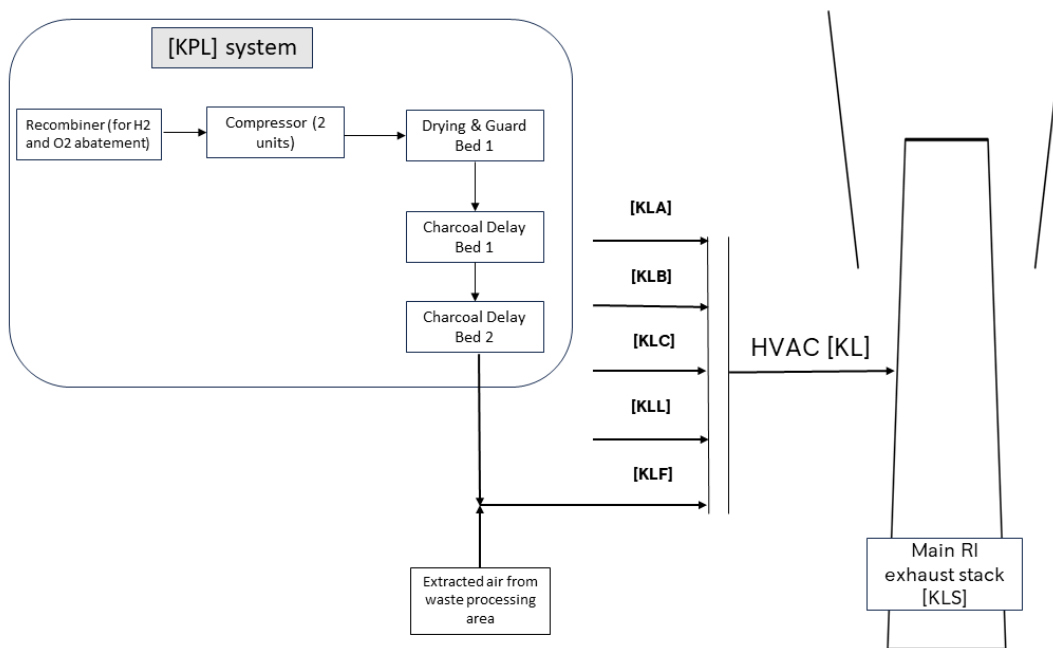 [KPL] system
Recombiner (for H2
and O2 abatement)
Compressor (2
units)
Drying & Guard
Bed 1
Charcoal Delay
Bed 1
Charcoal Delay
Bed 2
[KLA]
[KLB]
[KLC]
[KLL]
[KLF]
HVAC [KL]
Extracted air from
waste processing
area
Main RI
exhaust stack
[KLS]